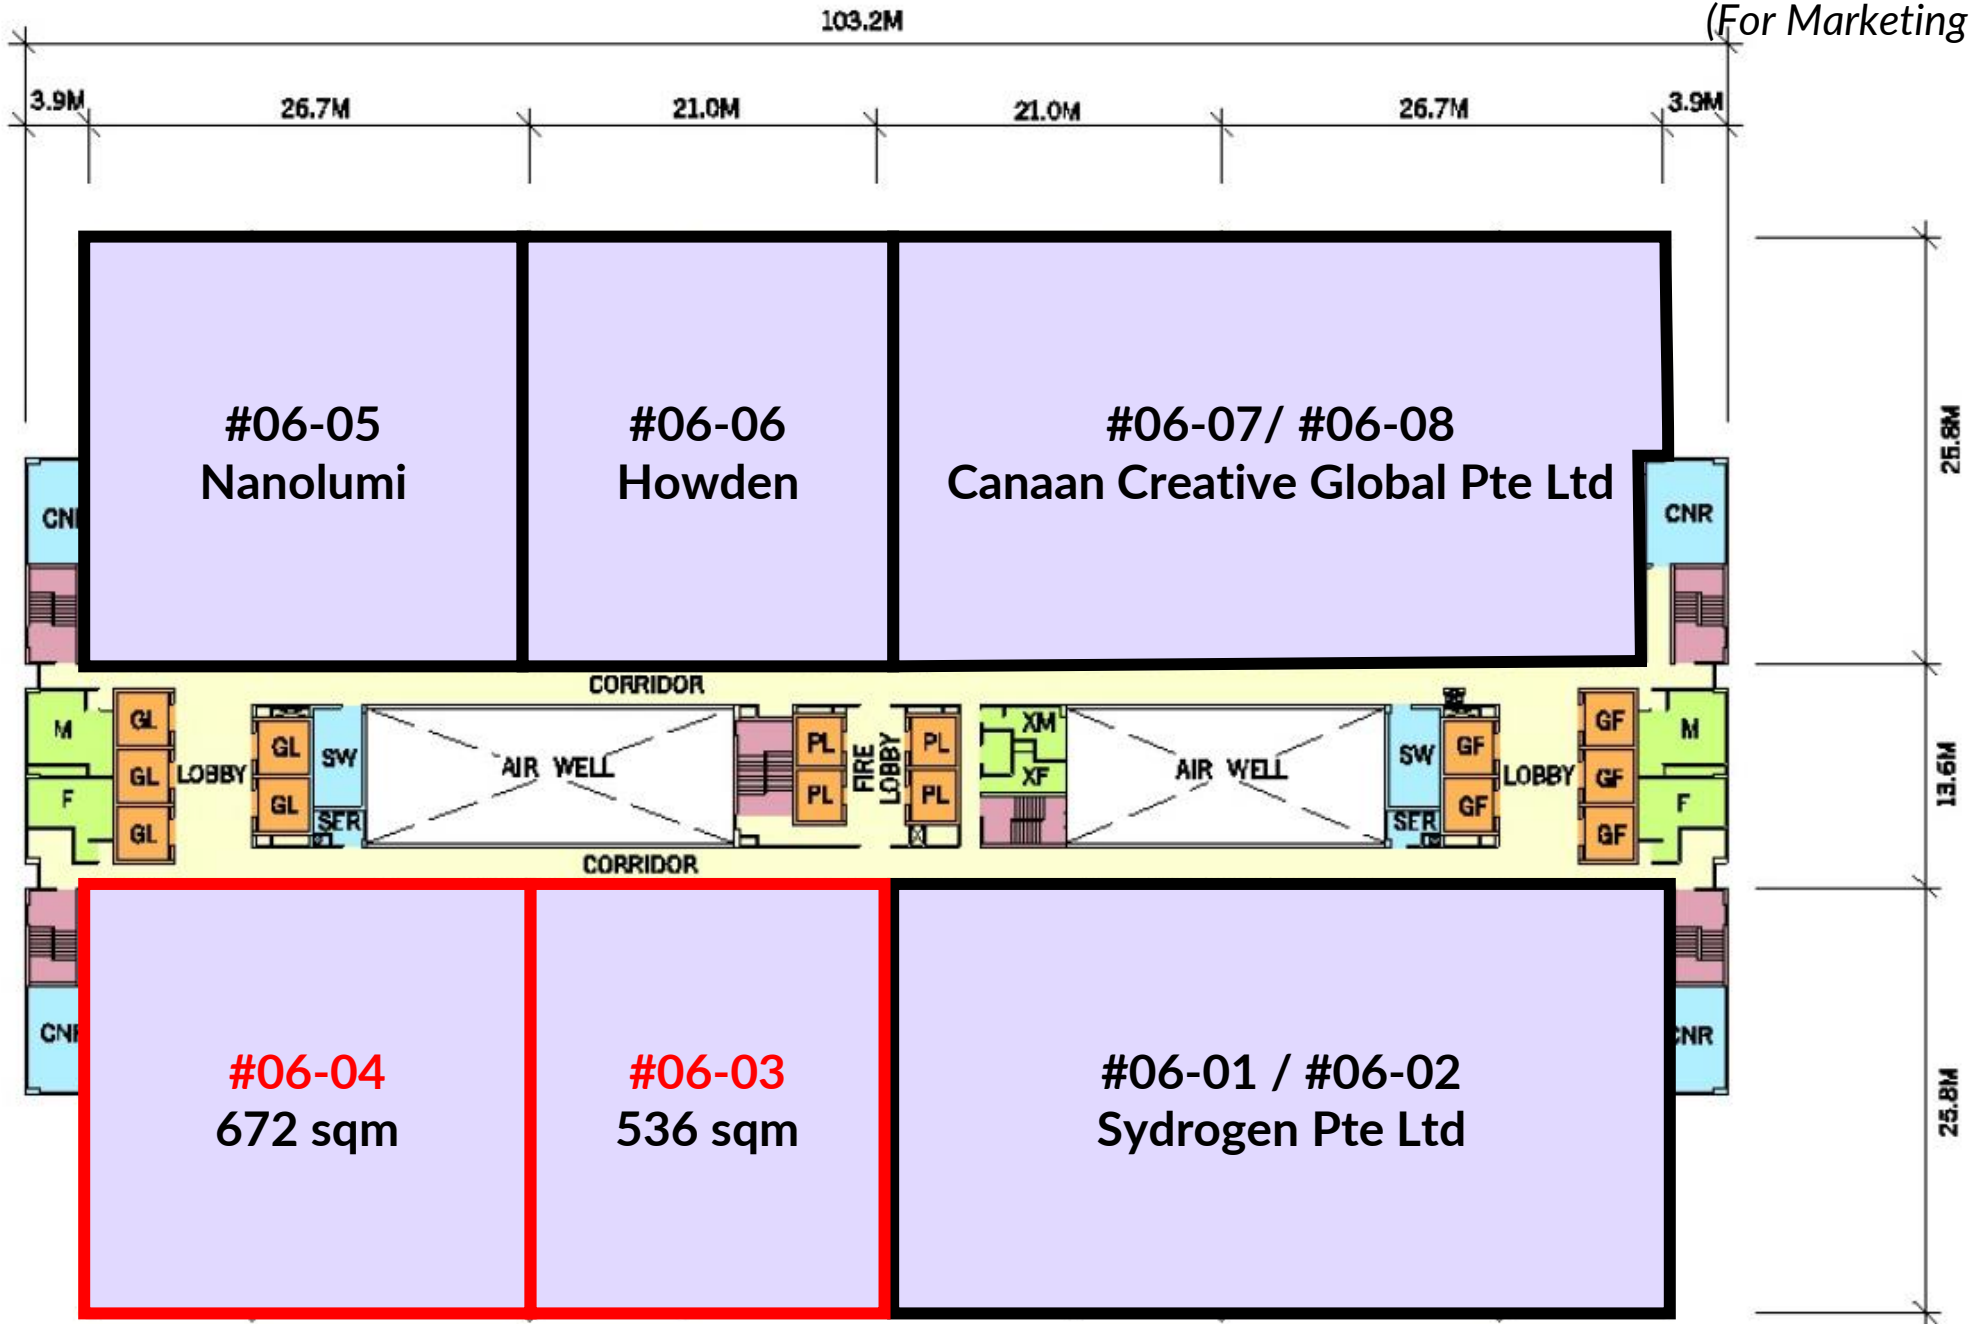 (For Marketing
103.2M
3.9M
26.7M
21.0M
21.0M
26.7M
3.9M
#06-05
Nanolumi
#06-06
Howden
#06-07/ #06-08
Canaan Creative Global Pte Ltd
25.8M
CNR
CORRIDOR
M
GL
GL
GL
F
LOBBY
GL
GL
SW
SER
AIR WELL
PL
PL
FIRE
LOBBY
PL
PL
XM
XF
AIR WELL
SW
SER
GF
GF
LOBBY
GF
GF
GF
M
F
13.6M
CORRIDOR
#06-04
672 sqm
#06-03
536 sqm
#06-01 / #06-02
Sydrogen Pte Ltd
25.8M